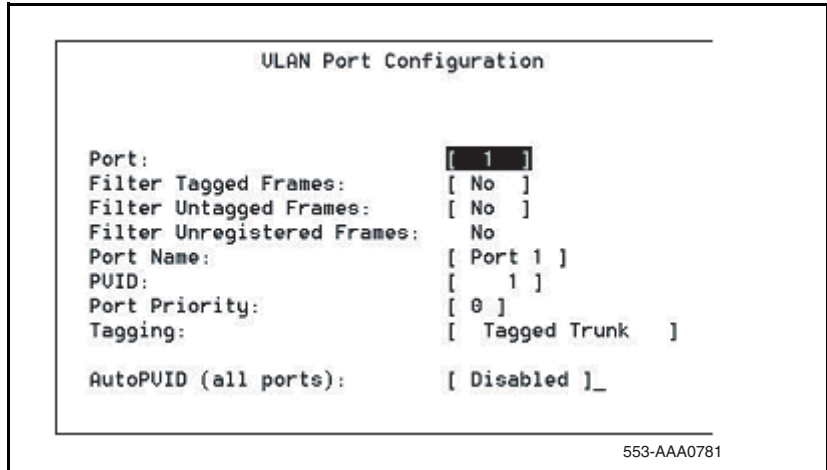 VLAN Port Configuration
Port: [ 1 ]
Filter Tagged Frames: [ No ]
Filter Untagged Frames: [ No ]
Filter Unregistered Frames: No
Port Name: [ Port 1 ]
PVID: [ 1 ]
Port Priority: [ 0 ]
Tagging: [ Tagged Trunk ]
AutoPVID (all ports): [ Disabled ]_
553-AAA0781